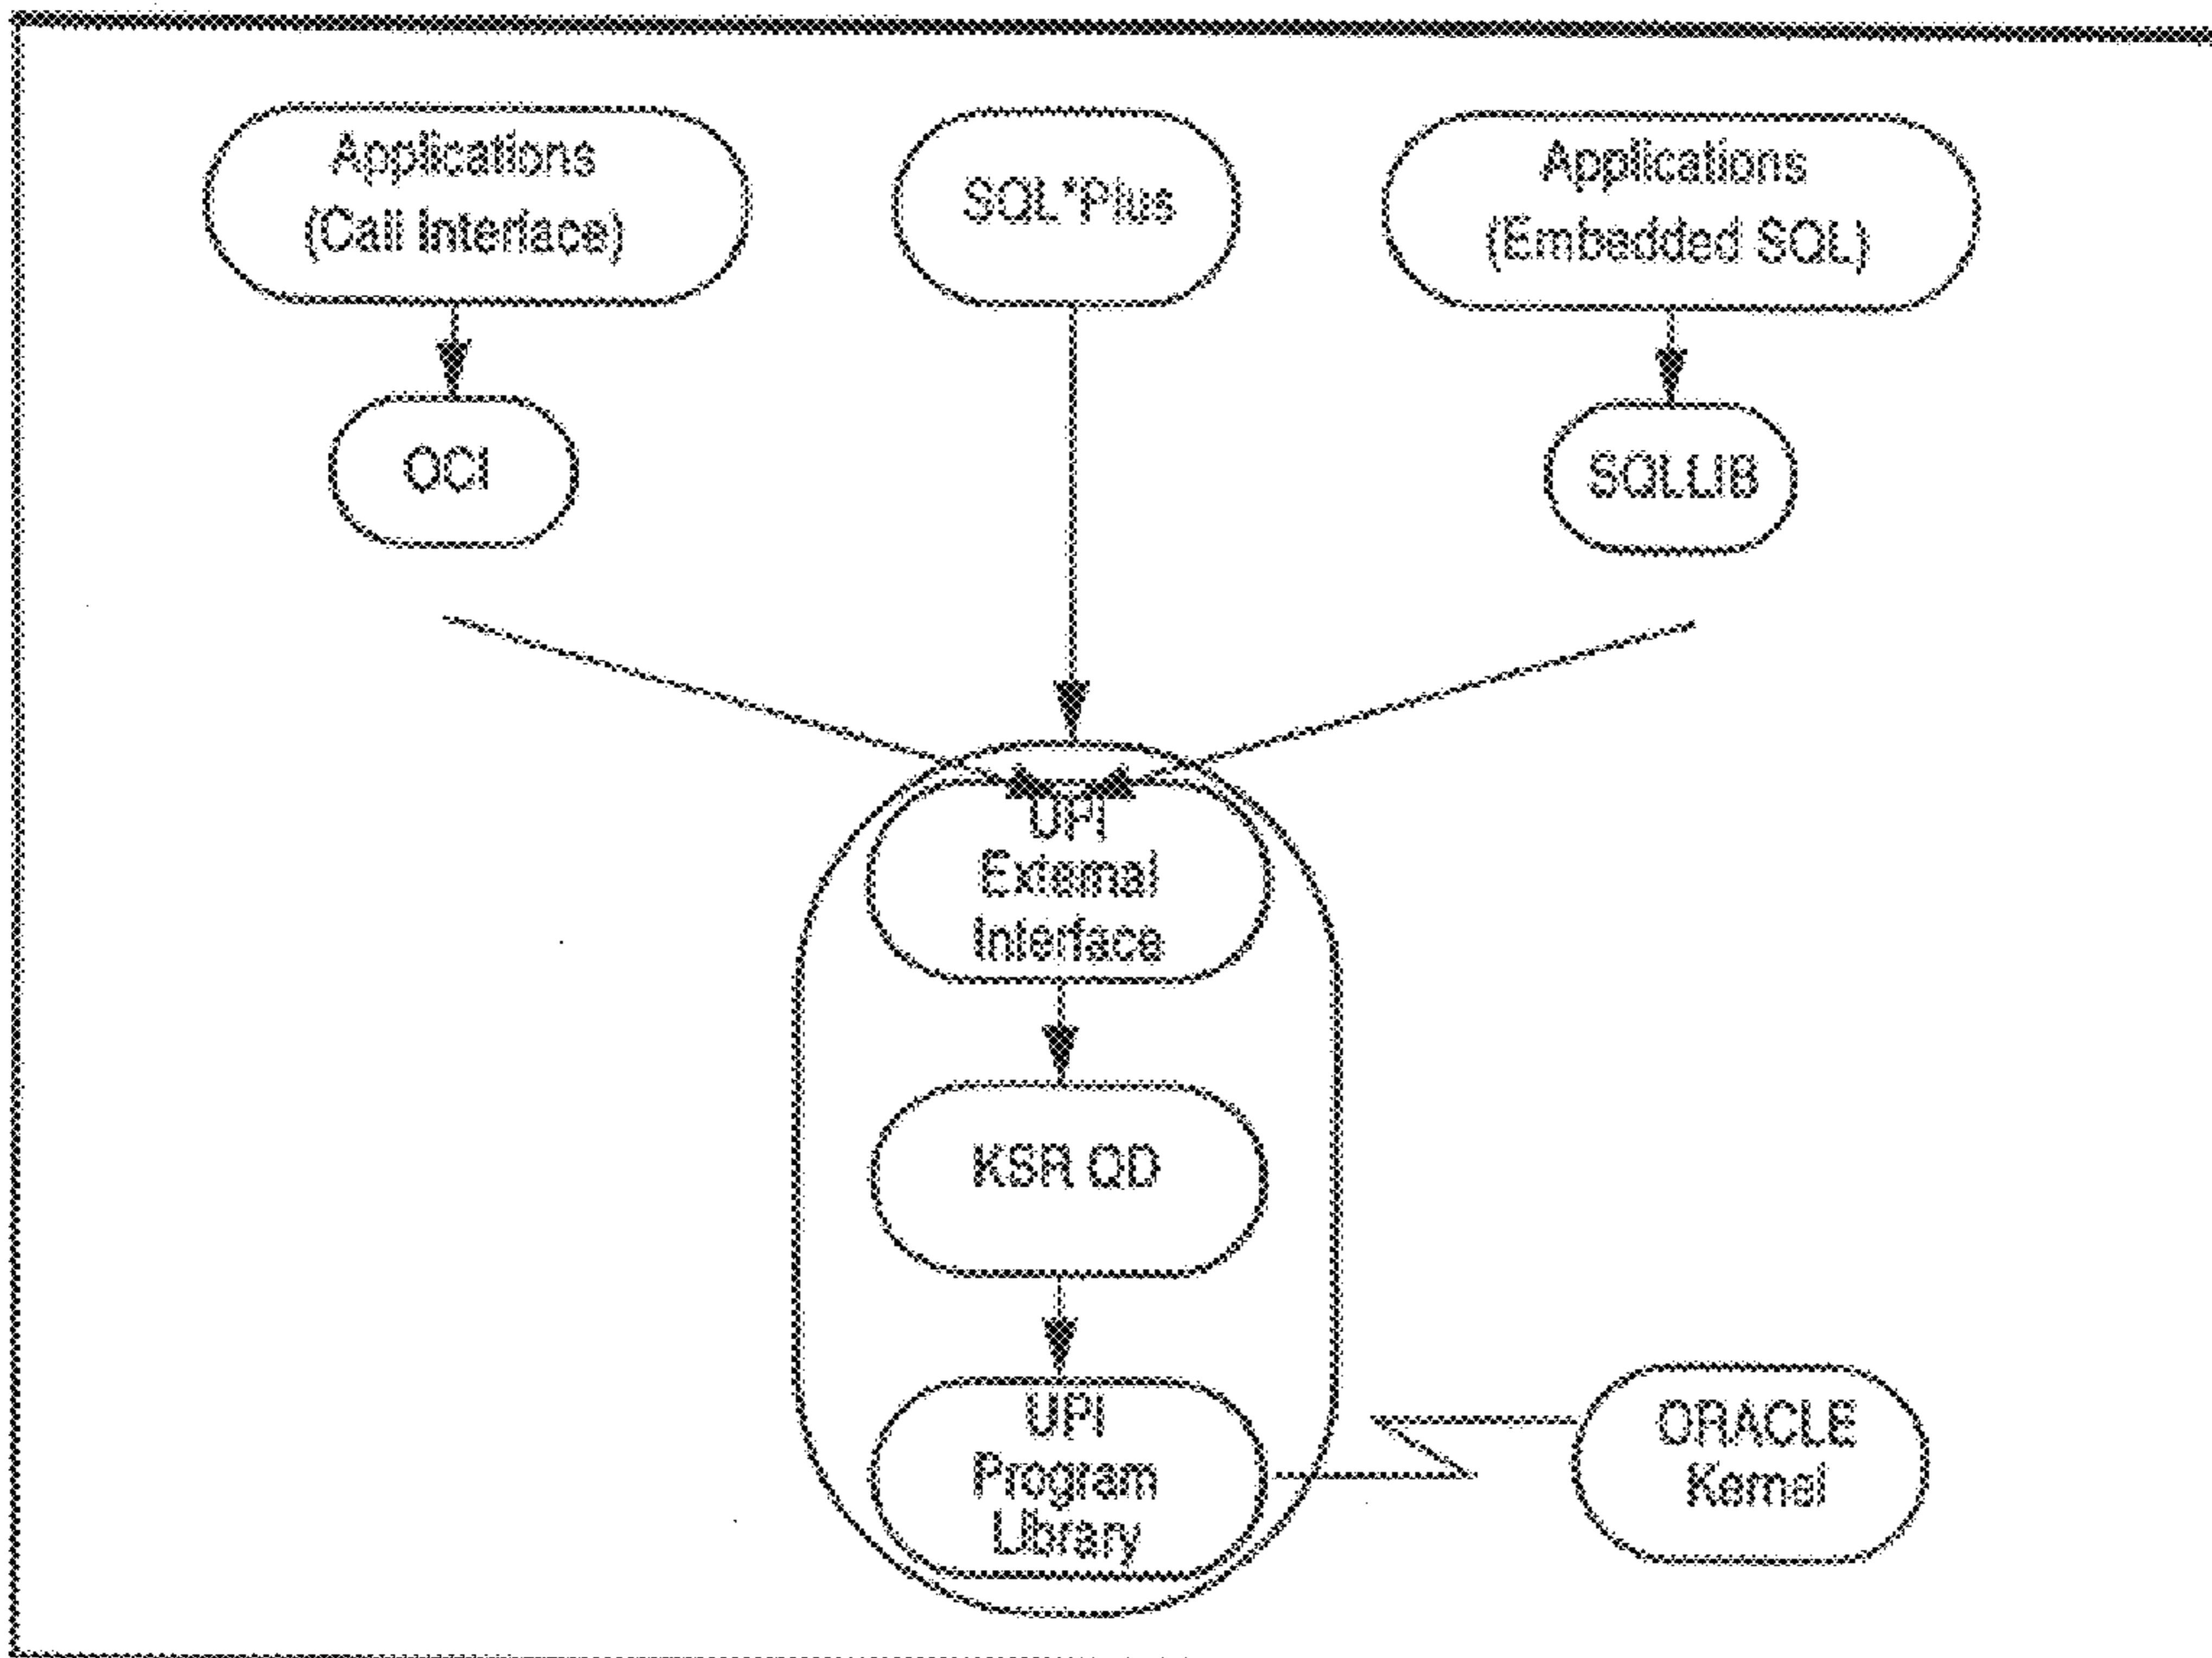 Applications
(Call Interface)
SQL*Plus
Applications
(Embedded SQL)
OCI
SQLLIB
UPI
External
Interface
KSR QD
UPI
Program
Library
ORACLE
Kernel